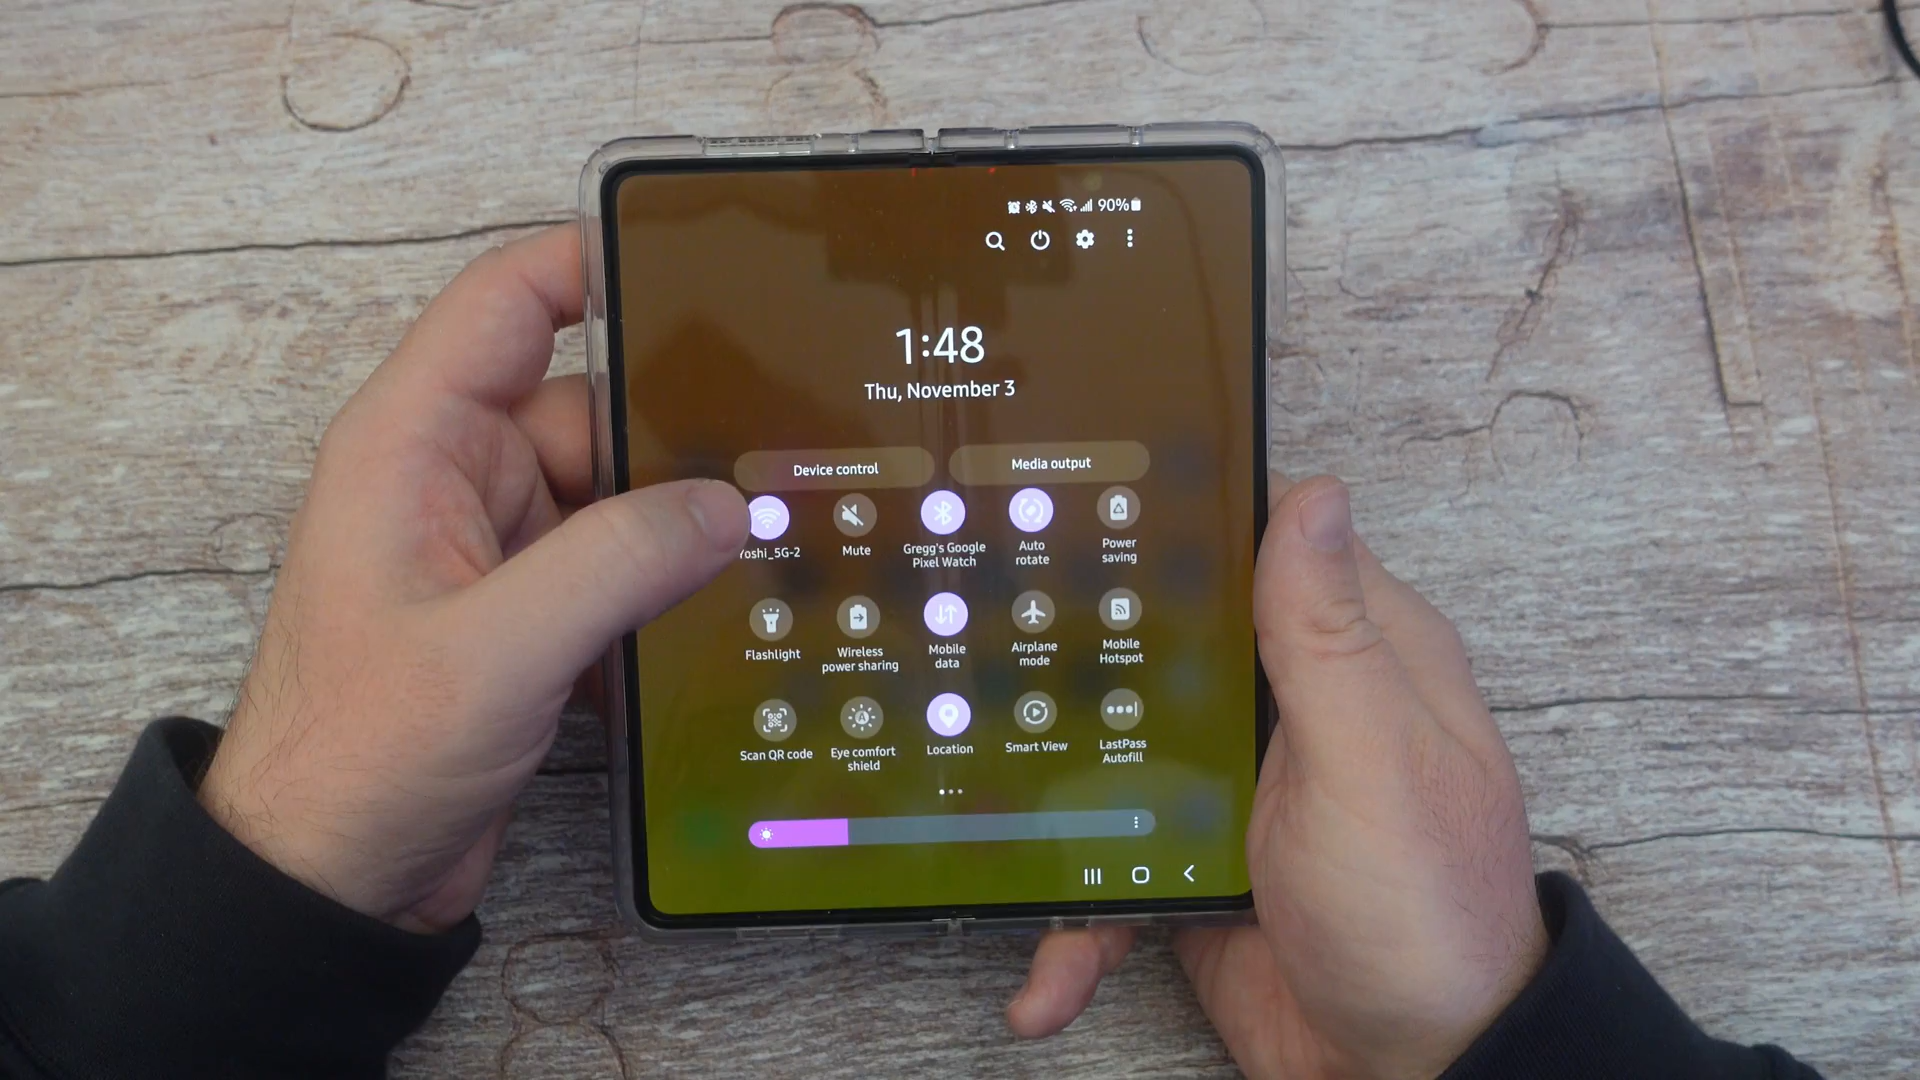 90%
1:48
Thu, November 3
Device control
Media output
Yoshi_5G-2
Mute
Gregg's Google
Pixel Watch
Auto
rotate
Power
saving
Flashlight
Wireless
power sharing
Mobile
data
Airplane
mode
Mobile
Hotspot
Scan QR code
Eye comfort
shield
Location
Smart View
LastPass
Autofill